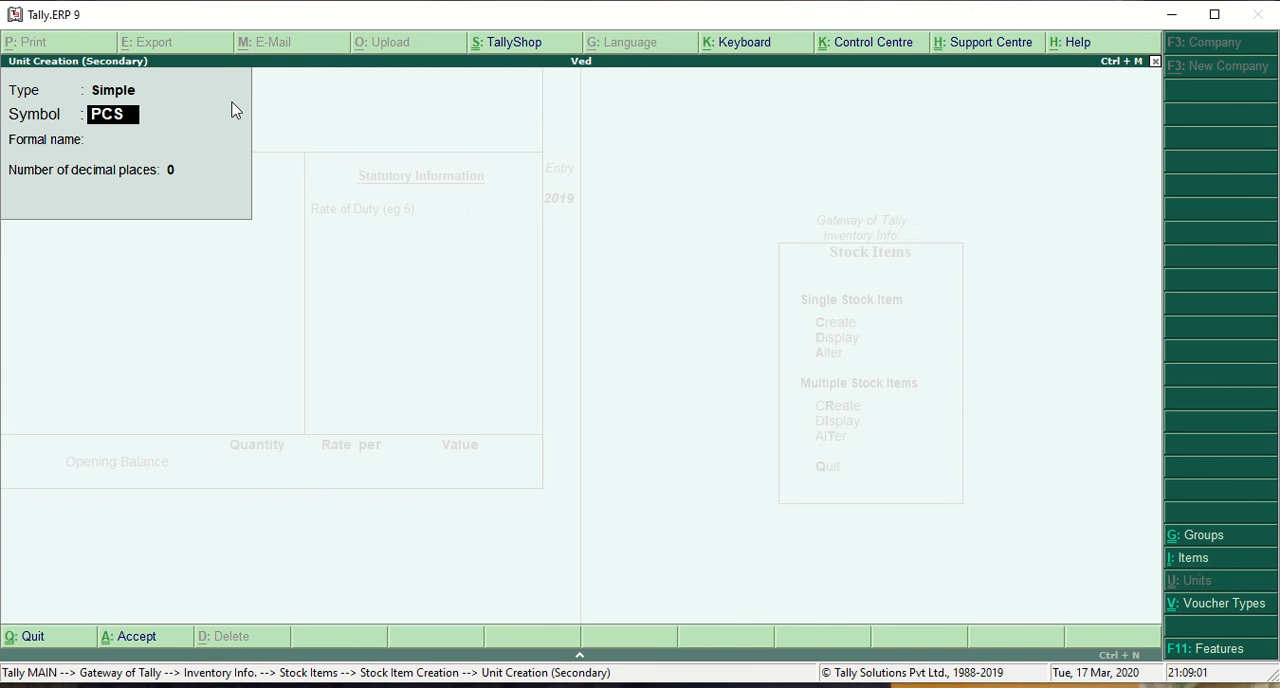 Tally.ERP 9
P: Print E: Export M: E-Mail O: Upload S: TallyShop G: Language K: Keyboard K: Control Centre H: Support Centre H: Help F3: Company
Unit Creation (Secondary) Ved Ctrl + M F3: New Company
Type : Simple
Symbol : PCS
Formal name:
Number of decimal places: 0
Statutory Information
Rate of Duty (eg 5) :
Entry
2019
Gateway of Tally ...
Inventory Info......
Stock Items
Single Stock Item
Create
Display
Alter
Multiple Stock Items
CReate
DIsplay
AlTer
Quit
Quantity Rate per Value
Opening Balance :
G: Groups
I: Items
U: Units
V: Voucher Types
F11: Features
Q: Quit A: Accept D: Delete
Ctrl + N
Tally MAIN --> Gateway of Tally --> Inventory Info. --> Stock Items --> Stock Item Creation --> Unit Creation (Secondary) © Tally Solutions Pvt Ltd., 1988-2019 Tue, 17 Mar, 2020 21:09:01